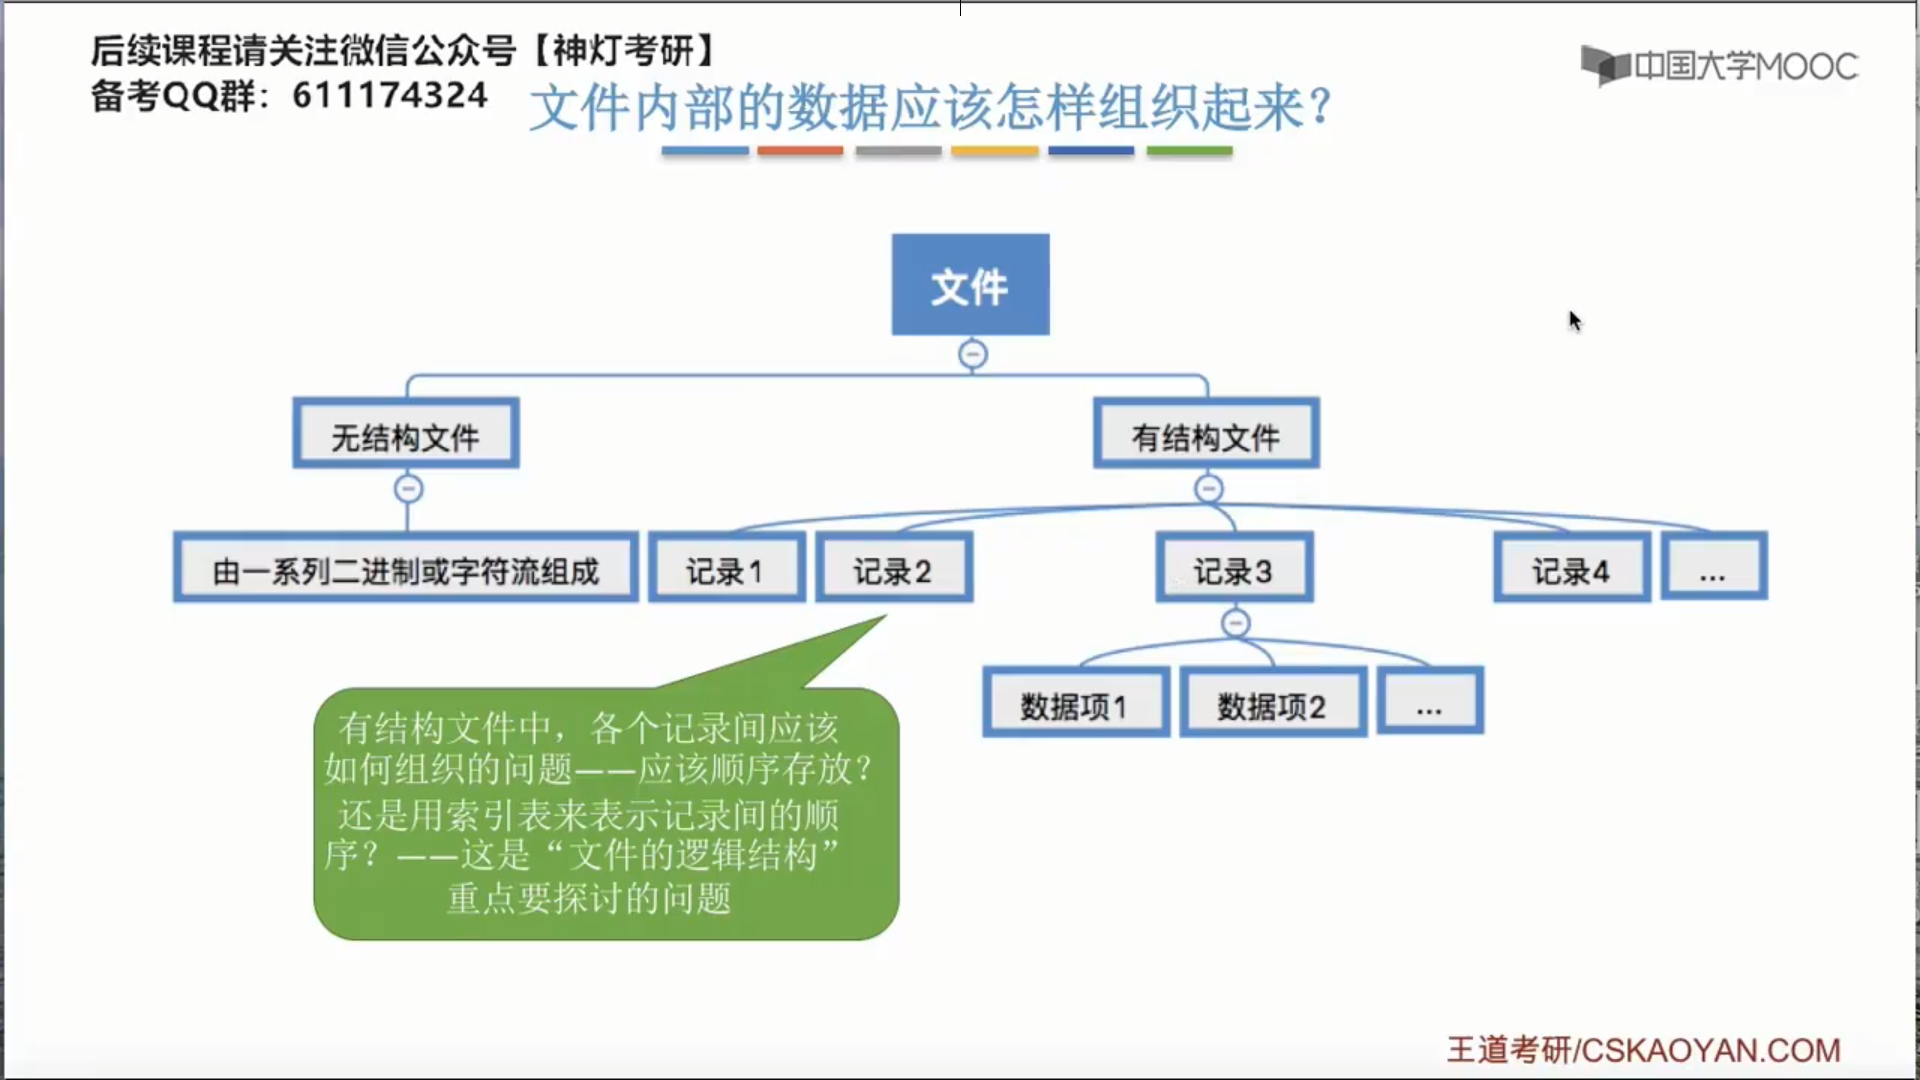 后续课程请关注微信公众号【神灯考研】
备考QQ群：611174324
中国大学MOOC
文件内部的数据应该怎样组织起来？
文件
无结构文件
有结构文件
由一系列二进制或字符流组成
记录1
记录2
记录3
记录4
...
数据项1
数据项2
...
有结构文件中，各个记录间应该
如何组织的问题——应该顺序存放？
还是用索引表来表示记录间的顺
序？——这是“文件的逻辑结构”
重点要探讨的问题
王道考研/CSKAOYAN.COM